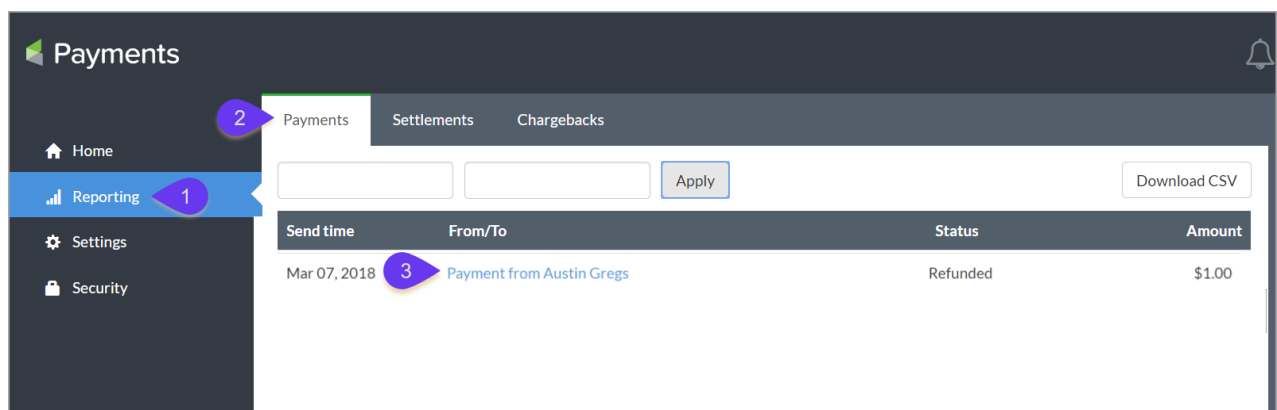 Payments
2
Payments Settlements Chargebacks
Home
Reporting 1
Apply
Download CSV
Settings
Send time From/To Status Amount
Mar 07, 2018 3 Payment from Austin Gregs Refunded $1.00
Security